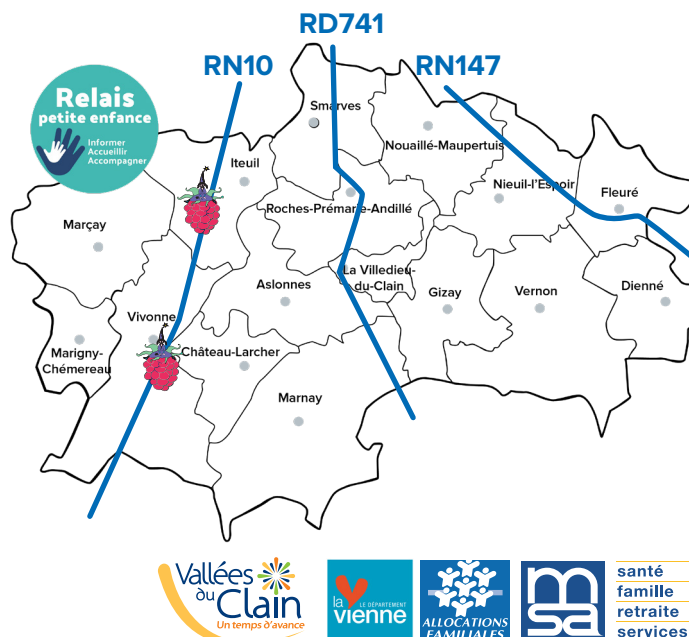 RD741
RN10
RN147
Relais
petite enfance
Informer
Accueillir
Accompagner
Smarves
Nouaillé-Maupertuis
Iteuil
Nieuil-l'Espoir
Fleuré
Roches-Prémarie-Andillé
Marçay
La Villedieu-
du-Clain
Aslonnes
Gizay
Vernon
Dienné
Vivonne
Marigny-
Chémereau
Château-Larcher
Marnay
Vallées
du
Clain
Un temps d'avance
la
LE DÉPARTEMENT
vienne
ALLOCATIONS
FAMILIALES
msa
santé
famille
retraite
services